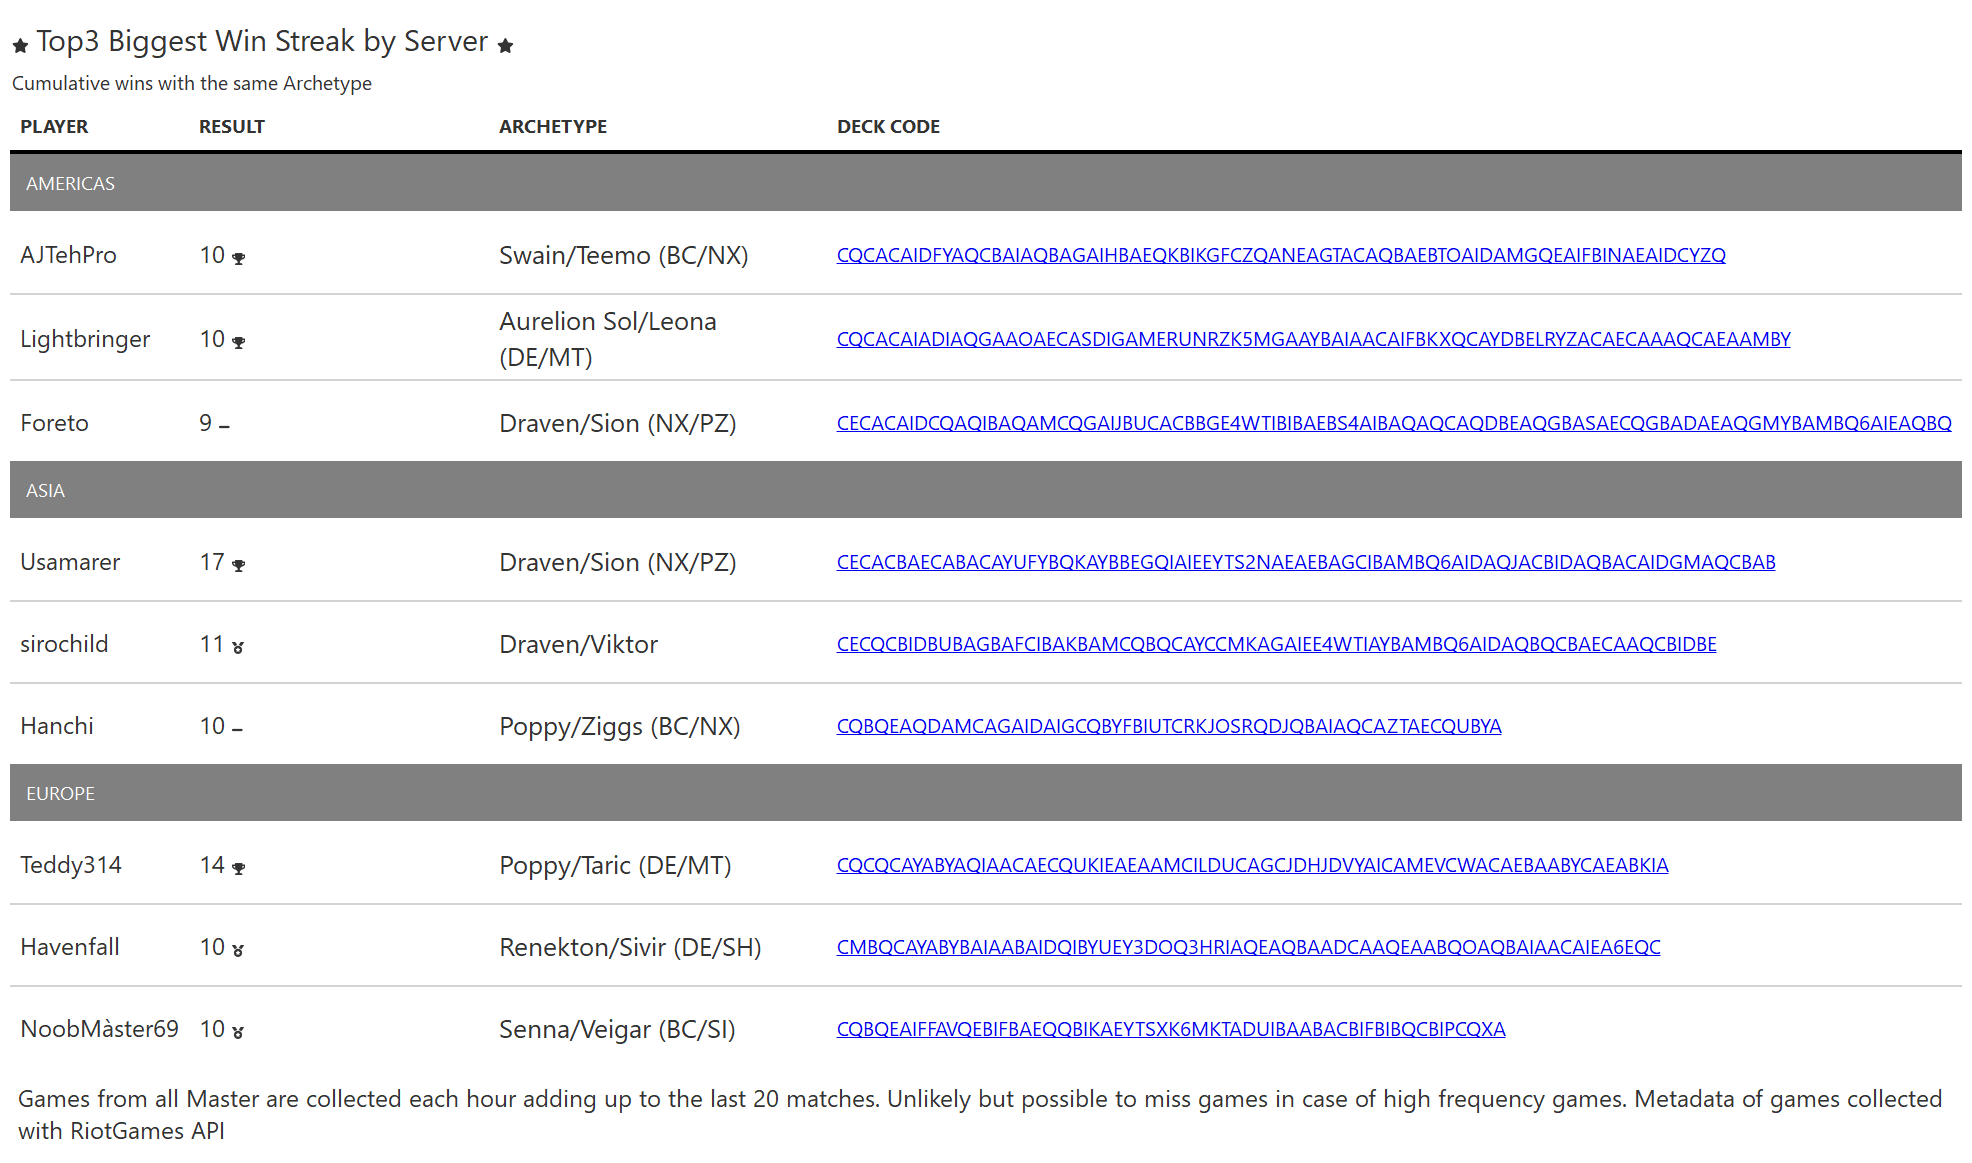 ★ Top3 Biggest Win Streak by Server ★
Cumulative wins with the same Archetype
PLAYER RESULT ARCHETYPE DECK CODE
AMERICAS
AJTehPro 10 Swain/Teemo (BC/NX) CQCACAIDFYAQCBAIAQBAGAIHBAEQKBIKGFCZQANEAGTACAQBAEBTOAIDAMGQEAIFBINAEAIDCYZQ
Lightbringer 10 Aurelion Sol/Leona (DE/MT) CQCACAIADIAQGAAOAECASDIGAMERUNRZK5MGAAYBAIAACAIFBKXQCAYDBELRYZACAECAAAQCAEAAMBY
Foreto 9 – Draven/Sion (NX/PZ) CECACAIDCQAQIBAQAMCQGAIJBUCACBBGE4WTIBIBAEBS4AIBAQAQCAQDBEAQGBASAECQGBADAEAQGMYBAMBQ6AIEAQBQ
ASIA
Usamarer 17 Draven/Sion (NX/PZ) CECACBAECABACAYUFYBQKAYBBEGQIAIEEYTS2NAEAEBAGCIBAMBQ6AIDAQJACBIDAQBACAIDGMAQCBAB
sirochild 11 Draven/Viktor CECQCBIDBUBAGBAFCIBAKBAMCQBQCAYCCMKAGAIEE4WTIAYBAMBQ6AIDAQBQCBAECAAQCBIDBE
Hanchi 10 – Poppy/Ziggs (BC/NX) CQBQEAQDAMCAGAIDAIGCQBYFBIUTCRKJOSRQDJQBAIAQCAZTAECQUBYA
EUROPE
Teddy314 14 Poppy/Taric (DE/MT) CQCQCAYABYAQIAACAECQUKIEAEAAMCILDUCAGCJDHJDVYAICAMEVCWACAEBAABYCAEABKIA
Havenfall 10 Renekton/Sivir (DE/SH) CMBQCAYABYBAIAABAIDQIBYUEY3DOQ3HRIAQEAQBAADCAAQEAABQOAQBAIAACAIEA6EQC
NoobMàster69 10 Senna/Veigar (BC/SI) CQBQEAIFFAVQEBIFBAEQQBIKAEYTSXK6MKTADUIBAABACBIFBIBQCBIPCQXA
Games from all Master are collected each hour adding up to the last 20 matches. Unlikely but possible to miss games in case of high frequency games. Metadata of games collected
with RiotGames API